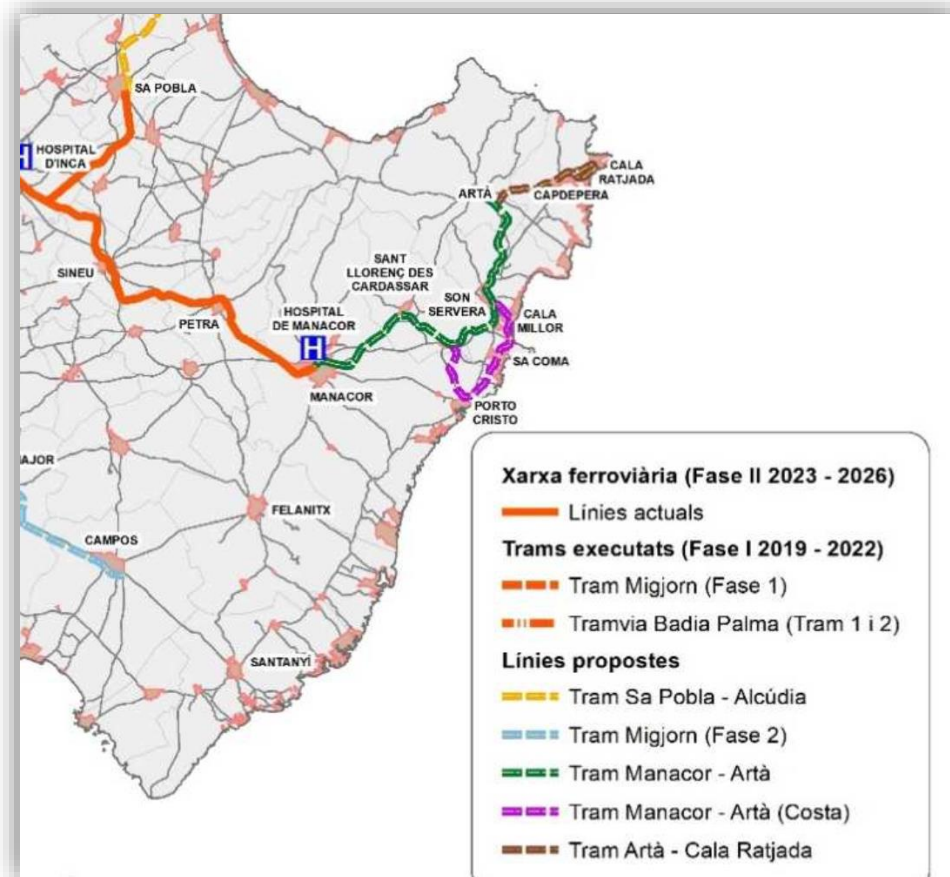 SA POBLA
HOSPITAL
D'INCA
H
CALA
RATJADA
ARTÀ
CAPDEPERA
SANT
LLORENÇ DES
CARDASSAR
SINEU
SON
SERVERA
HOSPITAL
DE MANACOR
PETRA
CALA
MILLOR
H
SA COMA
MANACOR
PORTO
CRISTO
AJOR
FELANITX
CAMPOS
SANTANYÍ
Xarxa ferroviària (Fase II 2023 - 2026)
Línies actuals
Trams executats (Fase I 2019 - 2022)
Tram Migjorn (Fase 1)
Tramvia Badia Palma (Tram 1 i 2)
Línies propostes
Tram Sa Pobla - Alcúdia
Tram Migjorn (Fase 2)
Tram Manacor - Artà
Tram Manacor - Artà (Costa)
Tram Artà - Cala Ratjada